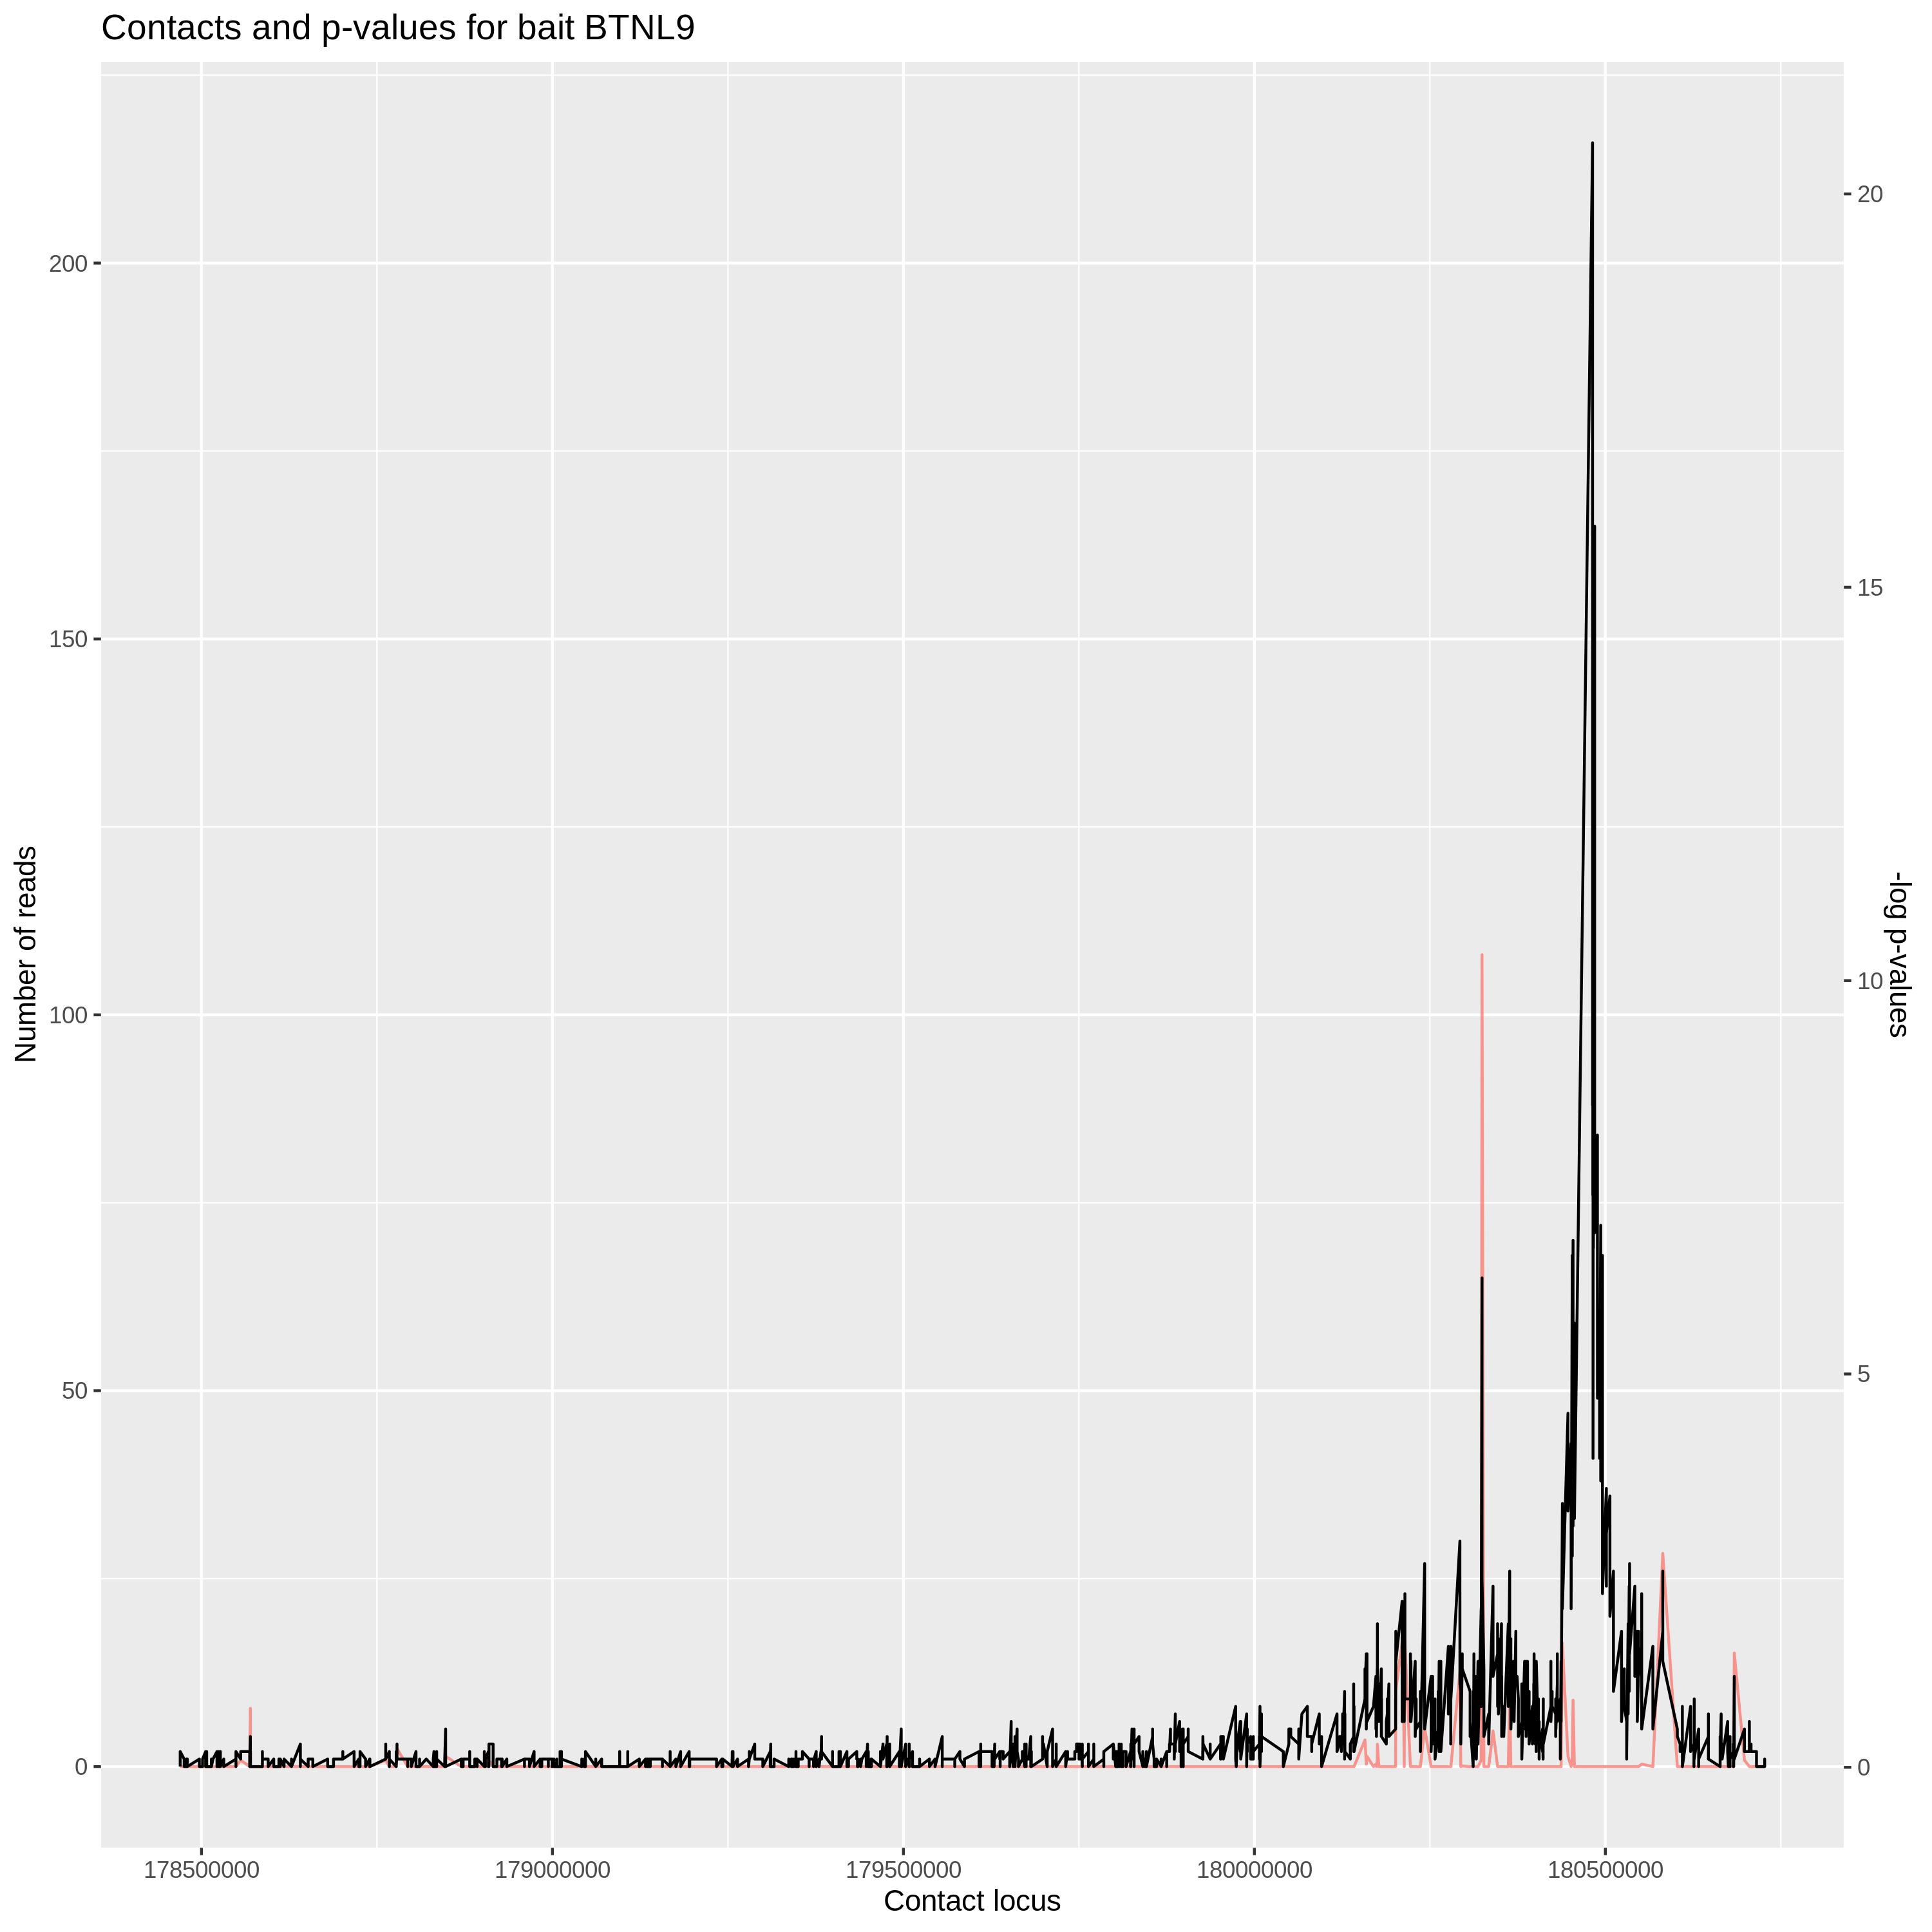 Contacts and p-values for bait BTNL9
200
150
100
50
0
Number of reads
20
15
10
5
0
-log p-values
178500000 179000000 179500000 180000000 180500000
Contact locus